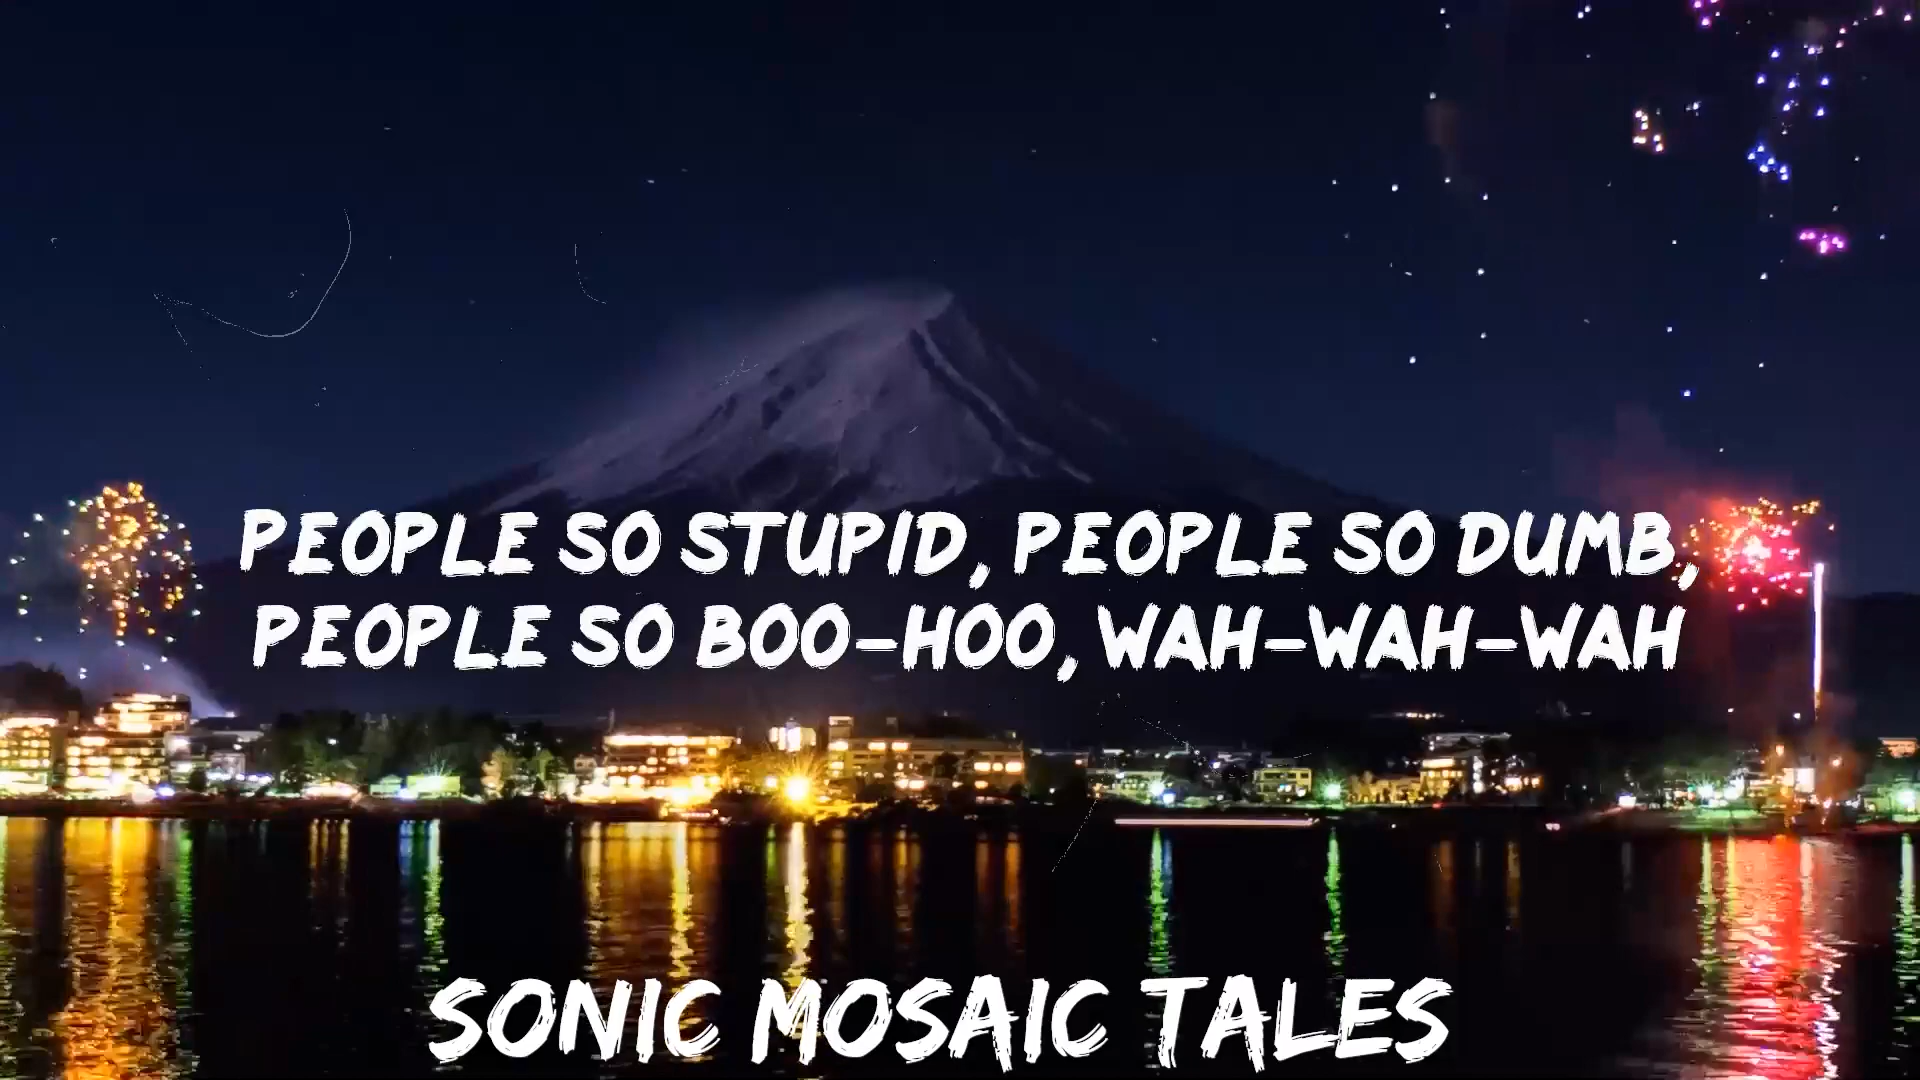 PEOPLE SO STUPID, PEOPLE SO DUMB,
PEOPLE SO BOO-HOO, WAH-WAH-WAH
SONIC MOSAIC TALES